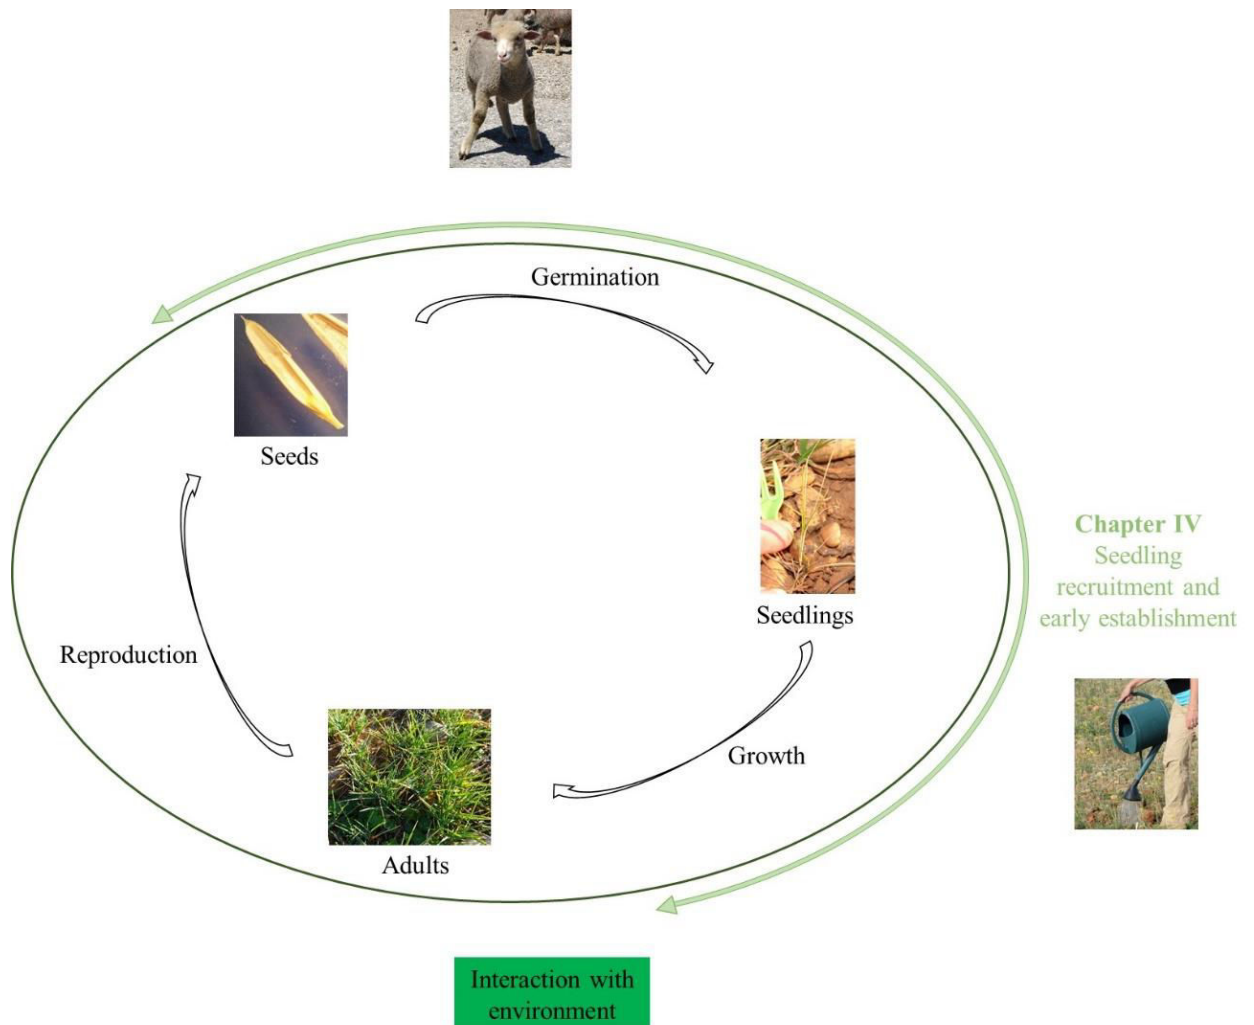 Germination
Seeds
Chapter IV
Seedling
recruitment and
early establishment
Seedlings
Reproduction
Growth
Adults
Interaction with
environment